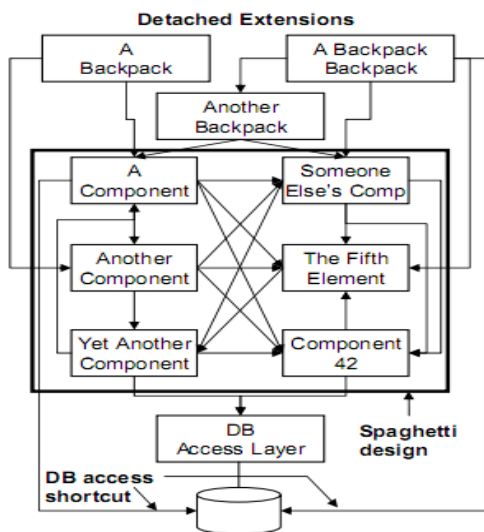 Detached Extensions
A
Backpack
A Backpack
Backpack
Another
Backpack
A
Component
Someone
Else's Comp
Another
Component
The Fifth
Element
Yet Another
Component
Component
42
DB
Access Layer
Spaghetti
design
DB access
shortcut